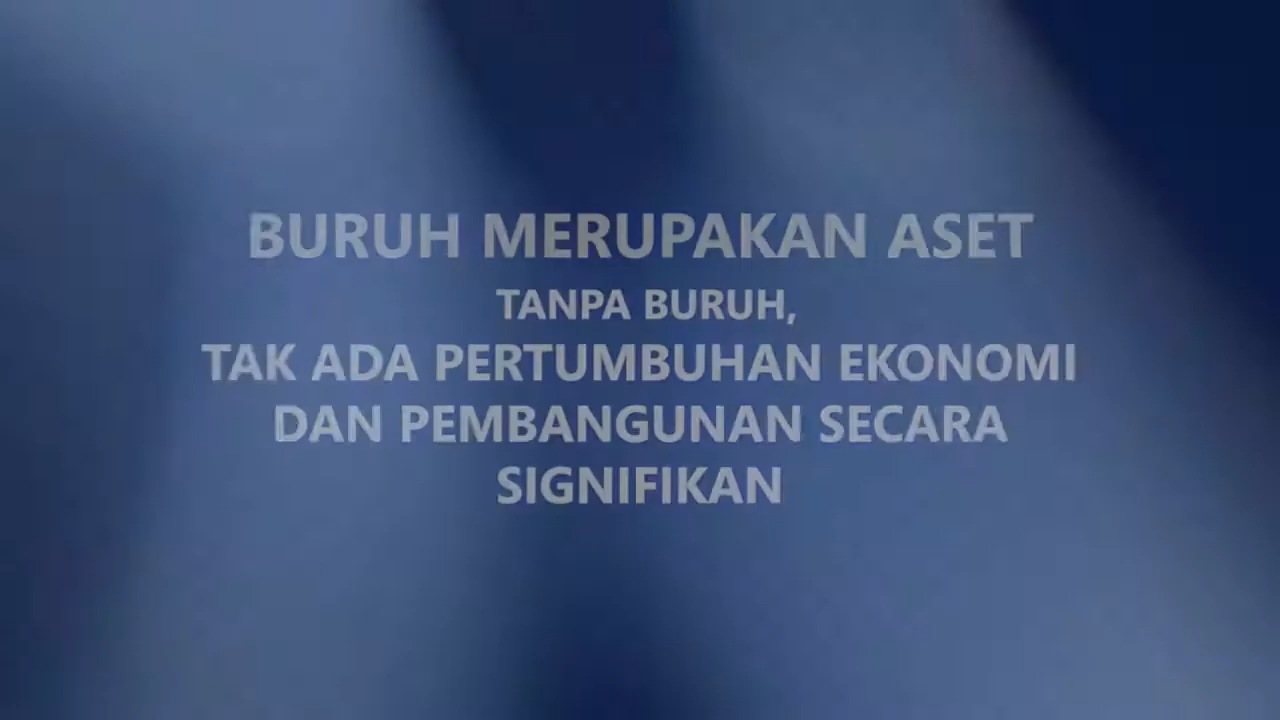 BURUH MERUPAKAN ASET
TANPA BURUH,
TAK ADA PERTUMBUHAN EKONOMI
DAN PEMBANGUNAN SECARA
SIGNIFIKAN